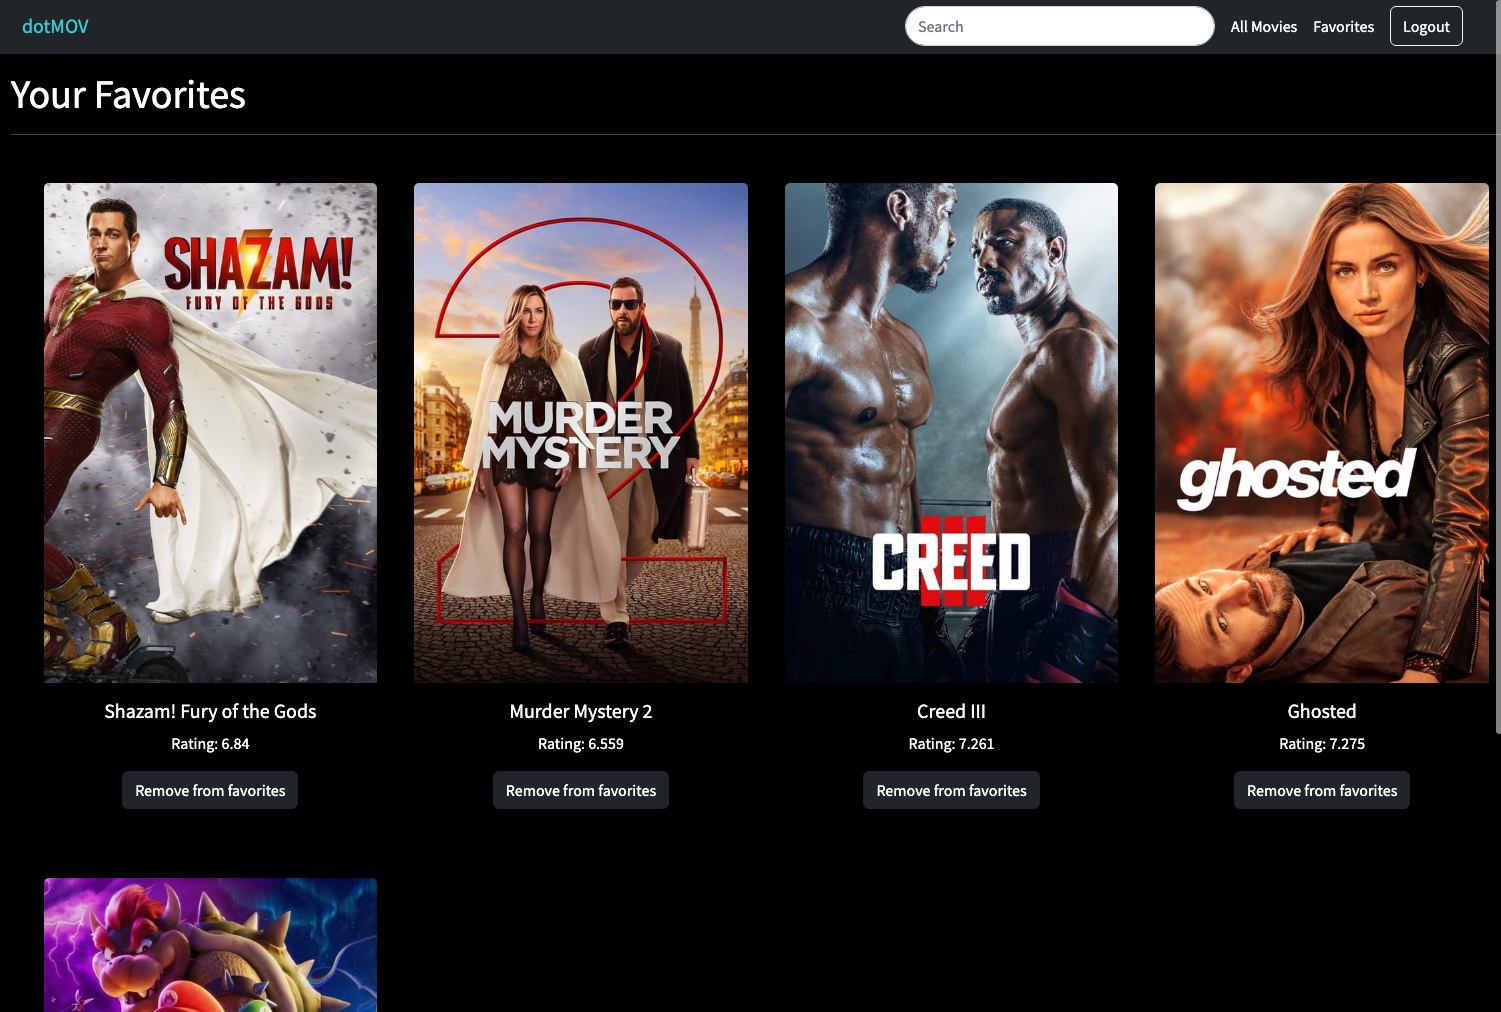 dotMOV
Search
All Movies
Favorites
Logout
Your Favorites
SHAZAM!
FURY OF THE GODS
2
MURDER
MYSTERY
CREED
III
ghosted
Shazam! Fury of the Gods
Murder Mystery 2
Creed III
Ghosted
Rating: 6.84
Rating: 6.559
Rating: 7.261
Rating: 7.275
Remove from favorites
Remove from favorites
Remove from favorites
Remove from favorites